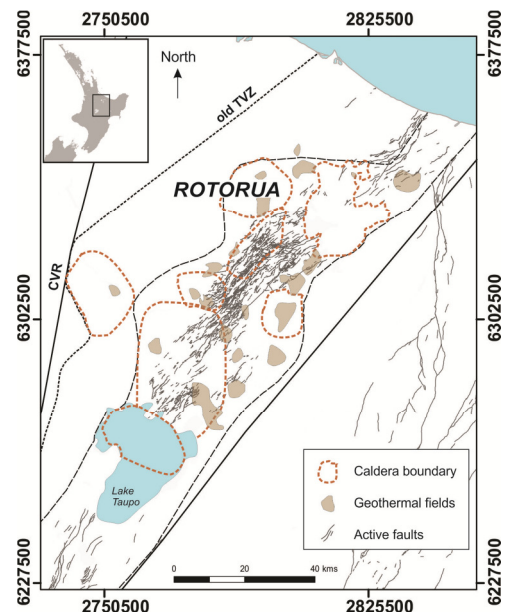 2750500 2825500
6377500 6377500
North
old TVZ
ROTORUA
CVR
6302500 6302500
Lake
Taupo
Caldera boundary
Geothermal fields
Active faults
0 20 40 kms
6227500 6227500
2750500 2825500